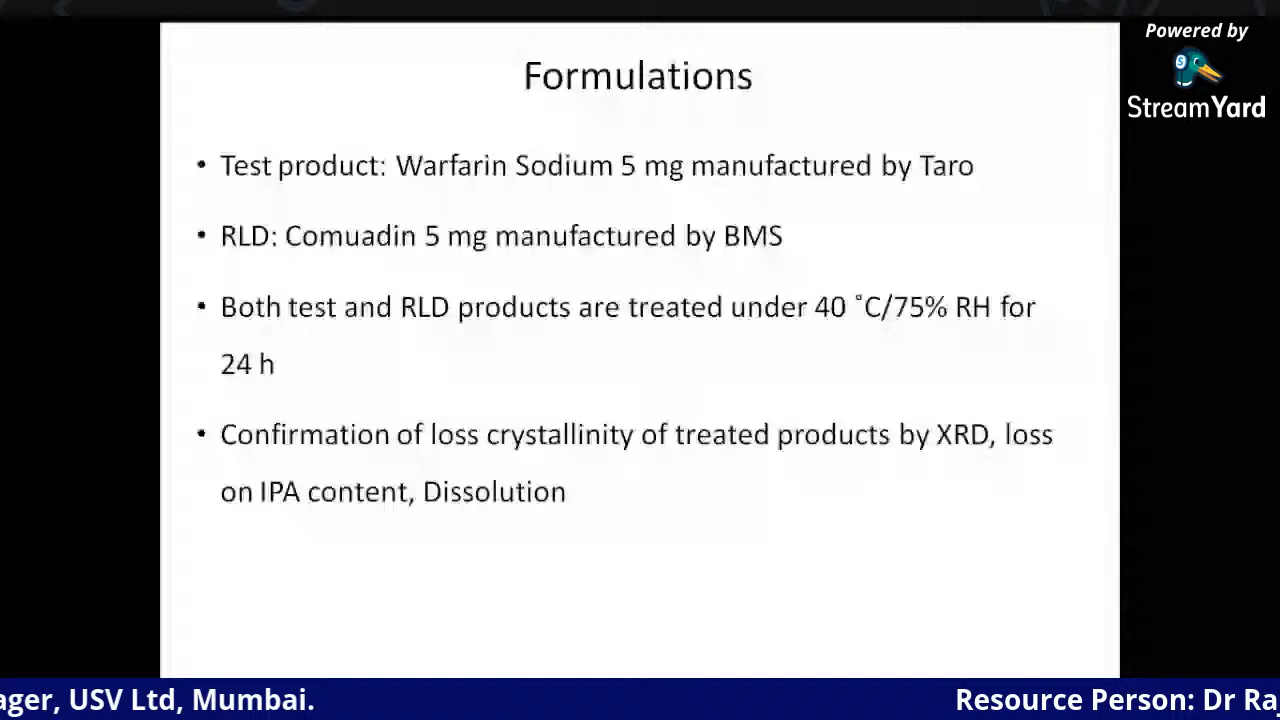 Powered by
StreamYard
Formulations
• Test product: Warfarin Sodium 5 mg manufactured by Taro
• RLD: Comuadin 5 mg manufactured by BMS
• Both test and RLD products are treated under 40 ˚C/75% RH for
24 h
• Confirmation of loss crystallinity of treated products by XRD, loss
on IPA content, Dissolution
ager, USV Ltd, Mumbai. Resource Person: Dr Raj